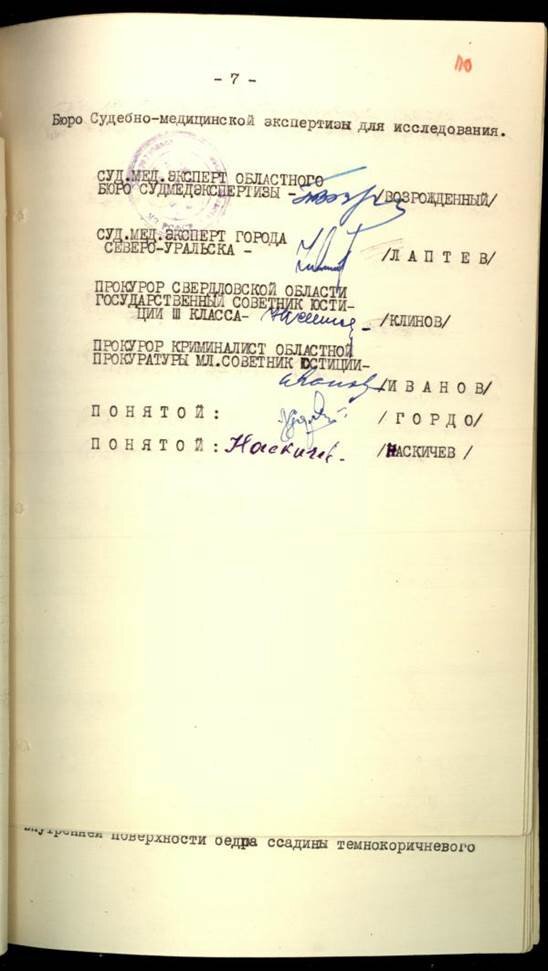 110
- 7 -
Бюро Судебно-медицинской экспертизы для исследования.
СУД.МЕД.ЭКСПЕРТ ОБЛАСТНОГО
БЮРО СУДМЕДЭКСПЕРТИЗЫ - /ВОЗРОЖДЕННЫЙ/
СУД.МЕД.ЭКСПЕРТ ГОРОДА
СЕВЕРО-УРАЛЬСКА - /Л А П Т Е В/
ПРОКУРОР СВЕРДЛОВСКОЙ ОБЛАСТИ
ГОСУДАРСТВЕННЫЙ СОВЕТНИК ЮСТИ-
ЦИИ Ш КЛАССА- /КЛИНОВ/
ПРОКУРОР КРИМИНАЛИСТ ОБЛАСТНОЙ
ПРОКУРАТУРЫ МЛ.СОВЕТНИК ЮСТИЦИИ-
Иванов /И В А Н О В/
П О Н Я Т О Й : / Г О Р Д О/
П О Н Я Т О Й : Наскичев /НАСКИЧЕВ /
внутренней поверхности бедра ссадины темнокоричневого